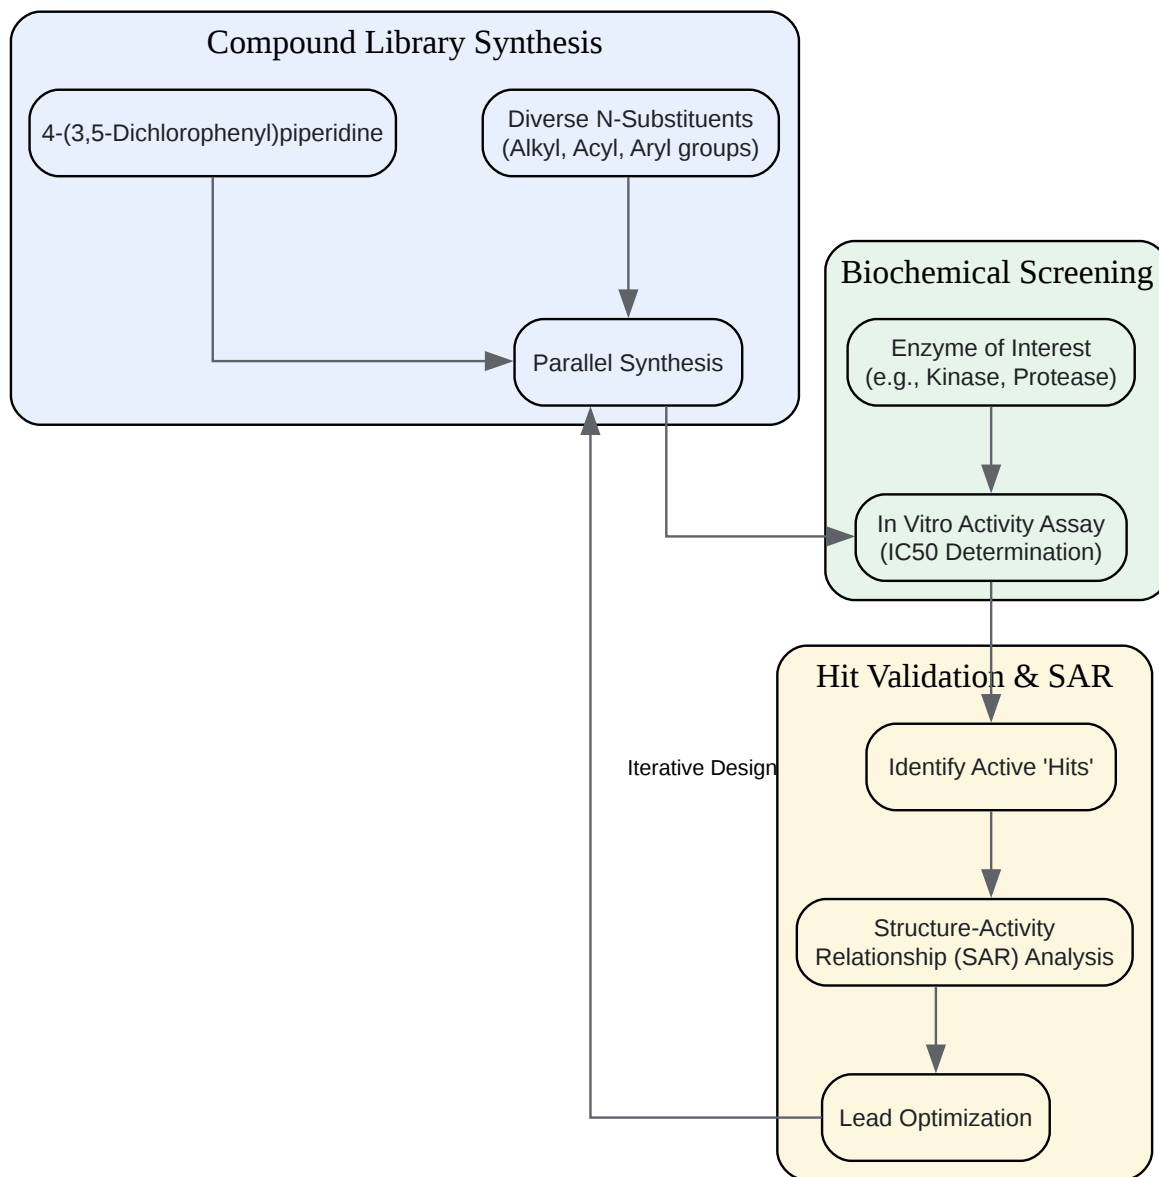 Compound Library Synthesis
4-(3,5-Dichlorophenyl)piperidine
Diverse N-Substituents
(Alkyl, Acyl, Aryl groups)
Parallel Synthesis
Biochemical Screening
Enzyme of Interest
(e.g., Kinase, Protease)
In Vitro Activity Assay
(IC50 Determination)
Hit Validation & SAR
Identify Active 'Hits'
Iterative Design
Structure-Activity
Relationship (SAR) Analysis
Lead Optimization